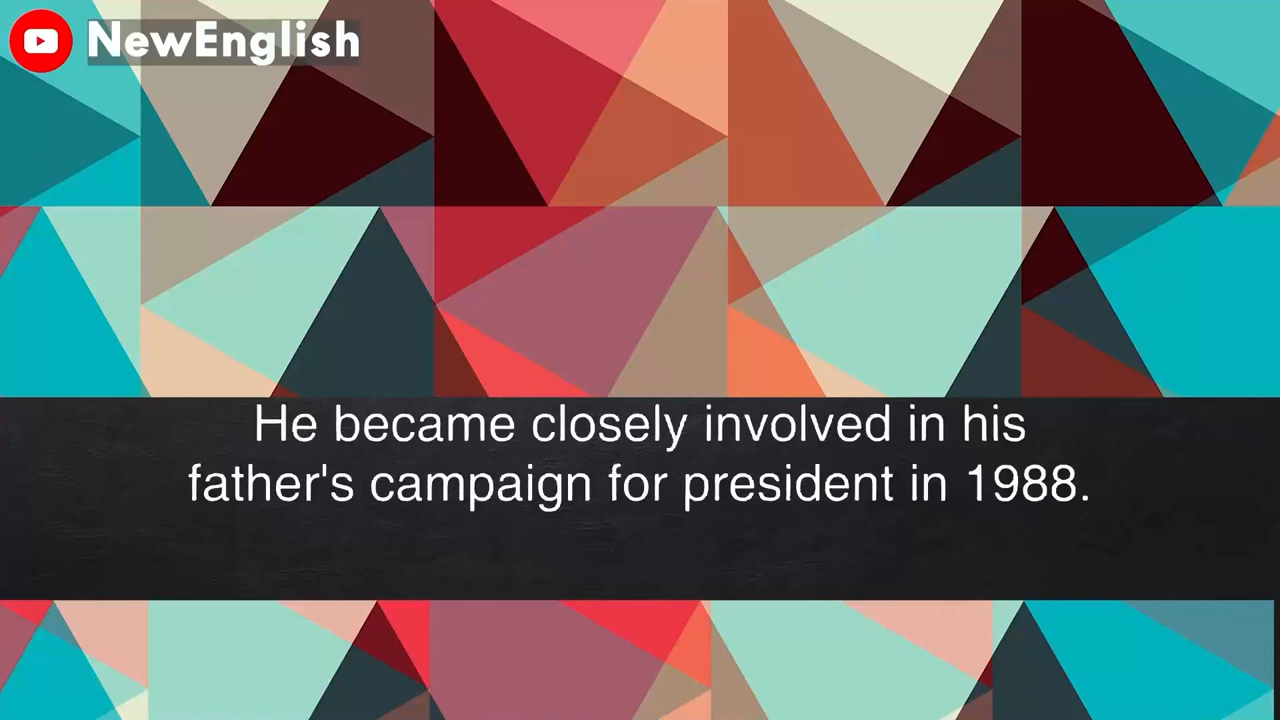 NewEnglish
He became closely involved in his
father's campaign for president in 1988.